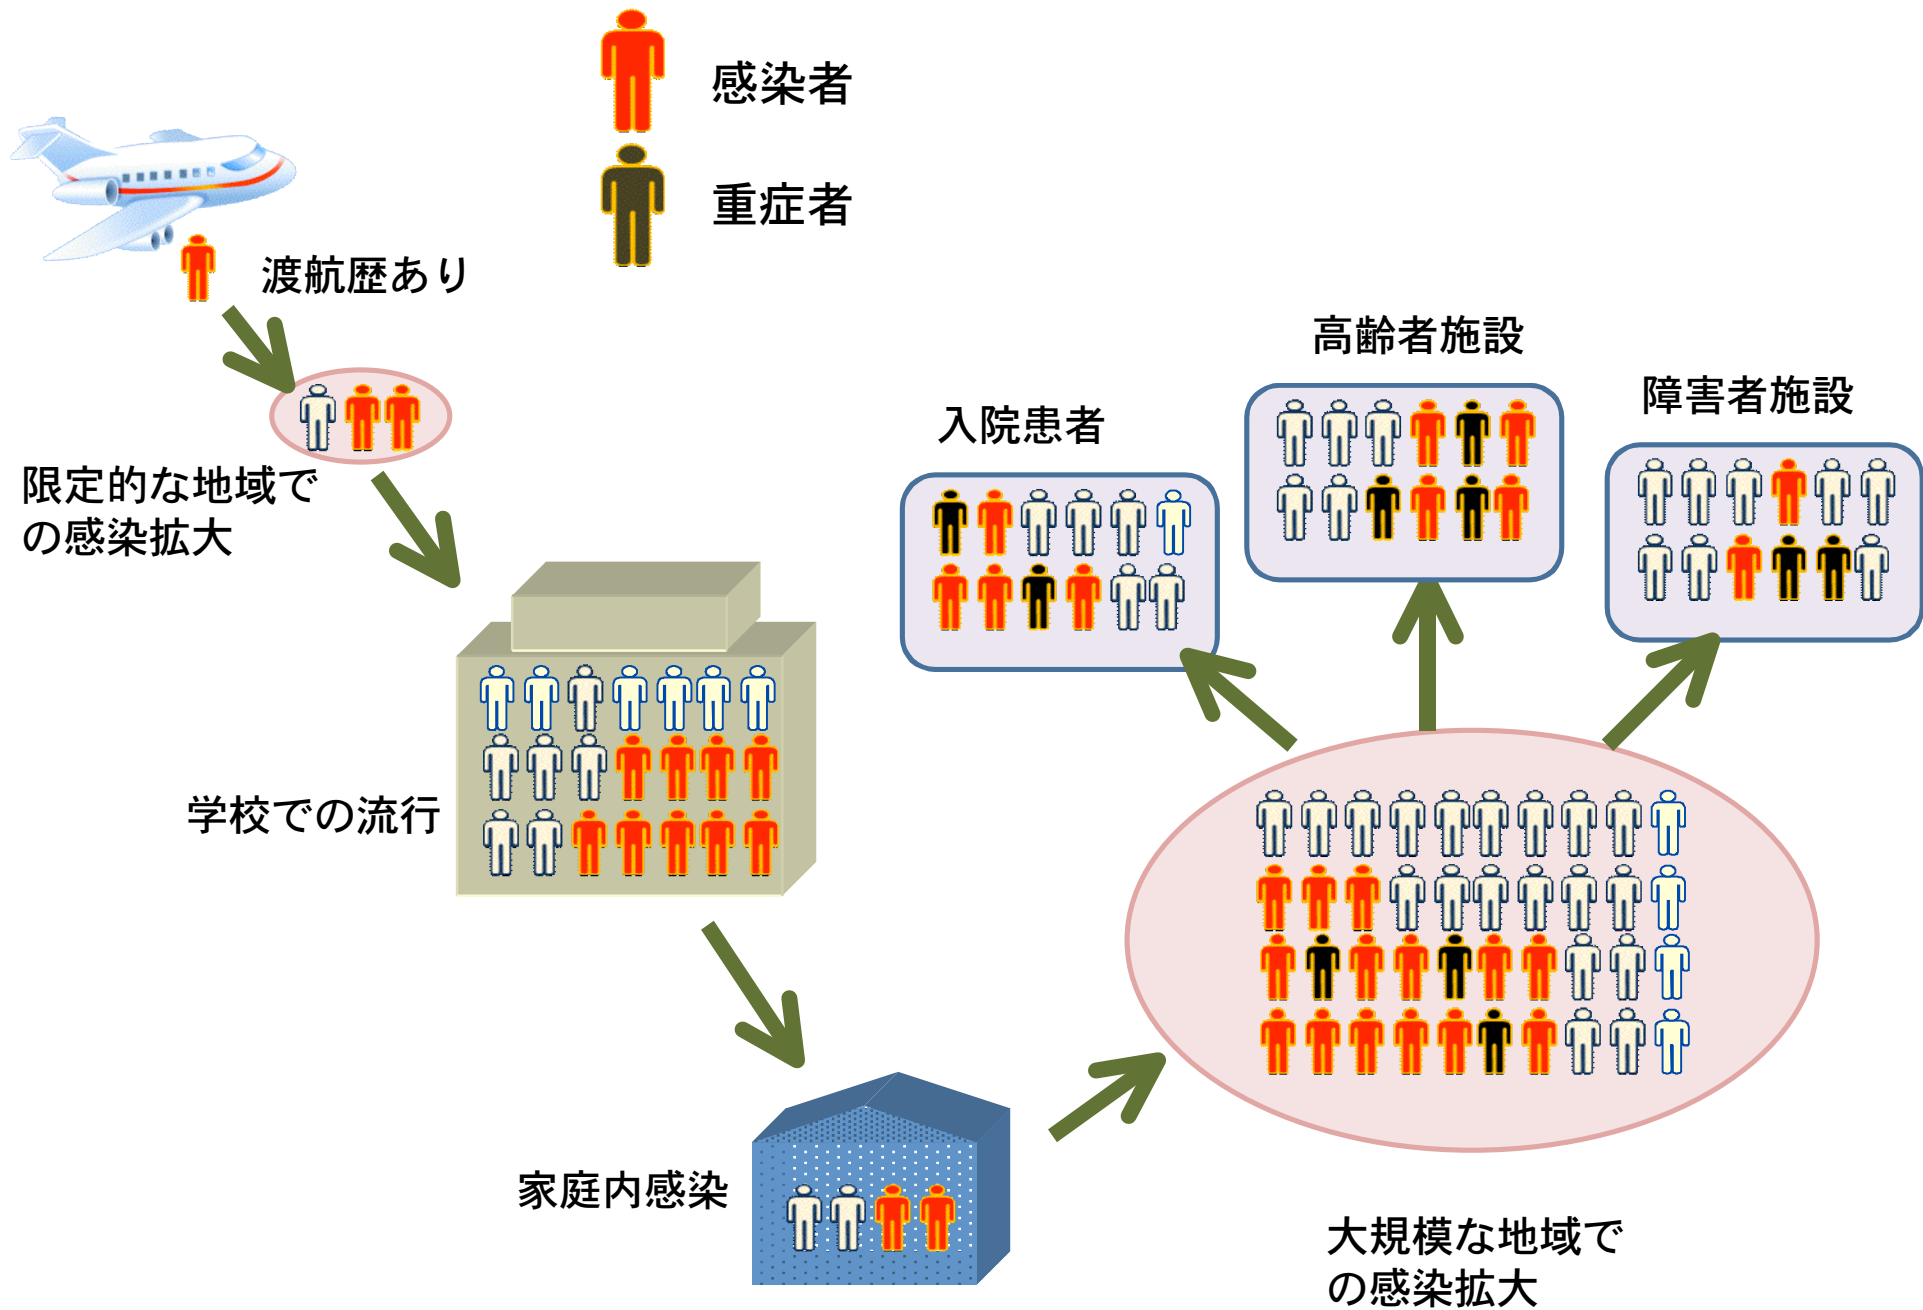 感染者
重症者
渡航歴あり
限定的な地域で
の感染拡大
学校での流行
家庭内感染
大規模な地域で
の感染拡大
入院患者
高齢者施設
障害者施設